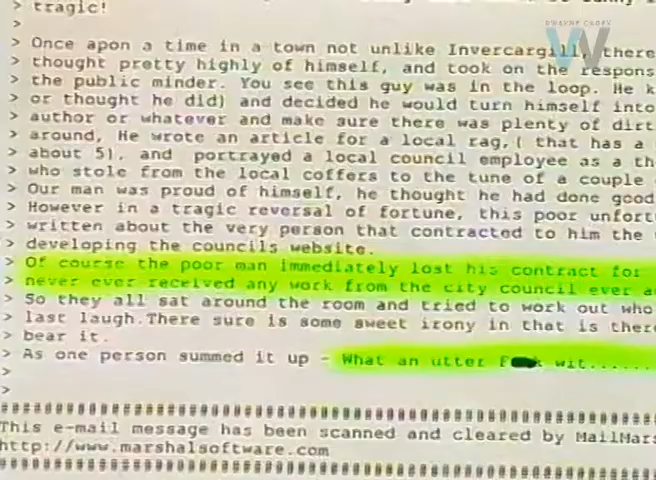 > tragic!
>
> Once apon a time in a town not unlike Invercargill, there
> thought pretty highly of himself, and took on the respons
> the public minder. You see this guy was in the loop. He k
> or thought he did) and decided he would turn himself into
> author or whatever and make sure there was plenty of dirt
> around, He wrote an article for a local rag,( that has a
> about 5), and portrayed a local council employee as a th
> who stole from the local coffers to the tune of a couple
> Our man was proud of himself, he thought he had done good
> However in a tragic reversal of fortune, this poor unfort
> written about the very person that contracted to him the
> developing the councils website.
> Of course the poor man immediately lost his contract for
> never ever received any work from the city council ever a
> So they all sat around the room and tried to work out who
> last laugh.There sure is some sweet irony in that is ther
> bear it.
> As one person summed it up - What an utter F k wit.......
>
>
##############################################
This e-mail message has been scanned and cleared by MailMars
http://www.marshalsoftware.com
##############################################